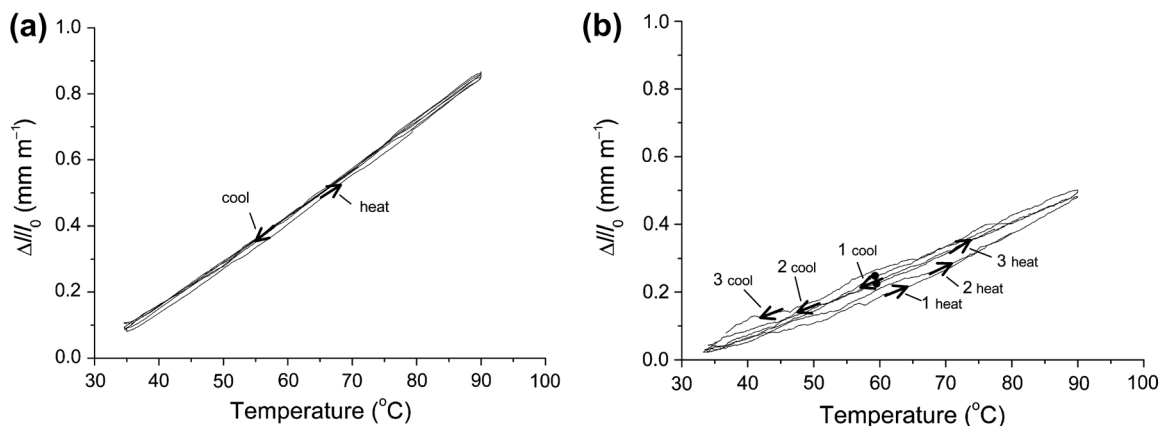 (a)
1.0
0.8
0.6
0.4
0.2
0.0
Δl/l0 (mm m−1)
cool
heat
30 40 50 60 70 80 90 100
Temperature (oC)
(b)
1.0
0.8
0.6
0.4
0.2
0.0
Δl/l0 (mm m−1)
3 cool
2 cool
1 cool
3 heat
2 heat
1 heat
30 40 50 60 70 80 90 100
Temperature (oC)